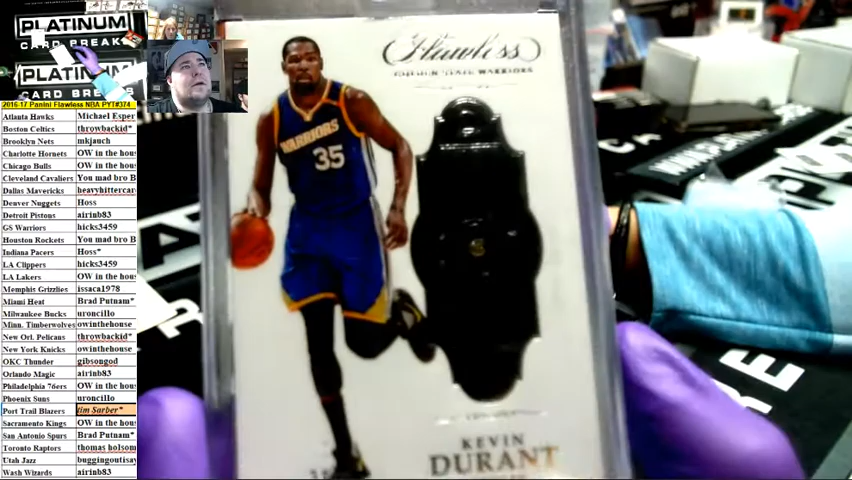 PLATINUM
CARD BREAKS
PLATINUM
CARD BREAKS
2016-17 Panini Flawless NBA PYT#374
Atlanta Hawks Michael Esper
Boston Celtics throwbackid*
Brooklyn Nets mkjauch
Charlotte Hornets OW in the hou
Chicago Bulls OW in the hou
Cleveland Cavaliers You mad bro B
Dallas Mavericks heavyhittercar
Denver Nuggets Hoss
Detroit Pistons airinb83
GS Warriors hicks3459
Houston Rockets You mad bro B
Indiana Pacers Hoss*
LA Clippers hicks3459
LA Lakers OW in the hou
Memphis Grizzlies issaca1978
Miami Heat Brad Putnam*
Milwaukee Bucks uroncillo
Minn. Timberwolves owinthehouse
New Orl. Pelicans throwbackid*
New York Knicks owinthehouse
OKC Thunder gibsongod
Orlando Magic airinb83
Philadelphia 76ers OW in the hou
Phoenix Suns uroncillo
Port Trail Blazers tim Sarber*
Sacramento Kings OW in the hou
San Antonio Spurs Brad Putnam*
Toronto Raptors thomas holsom
Utah Jazz buggingoutisay
Wash Wizards airinb83
Flawless
GOLDEN STATE WARRIORS
WARRIORS
35
KEVIN
DURANT